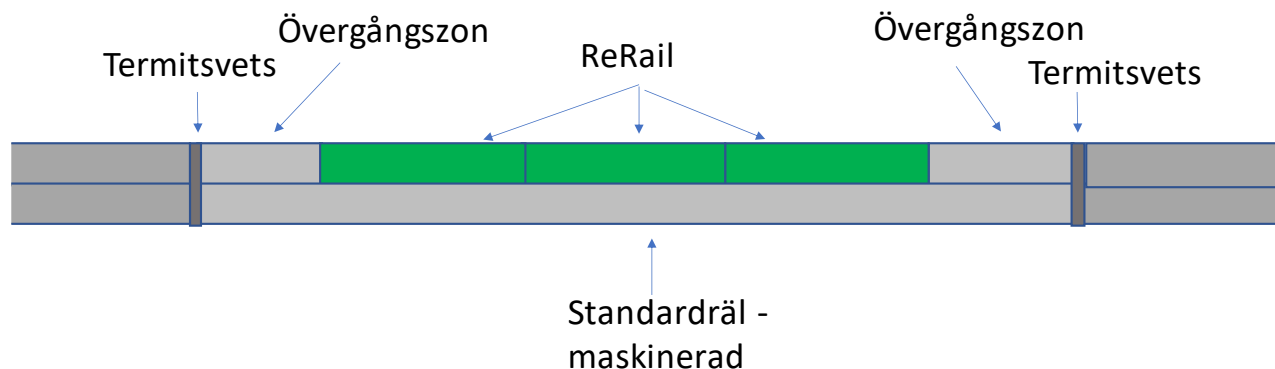 Övergångszon
Termitsvets
ReRail
Övergångszon
Termitsvets
Standardräl -
maskinerad